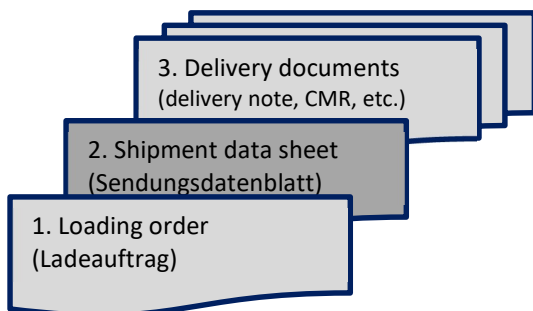 3. Delivery documents
(delivery note, CMR, etc.)
2. Shipment data sheet
(Sendungsdatenblatt)
1. Loading order
(Ladeauftrag)